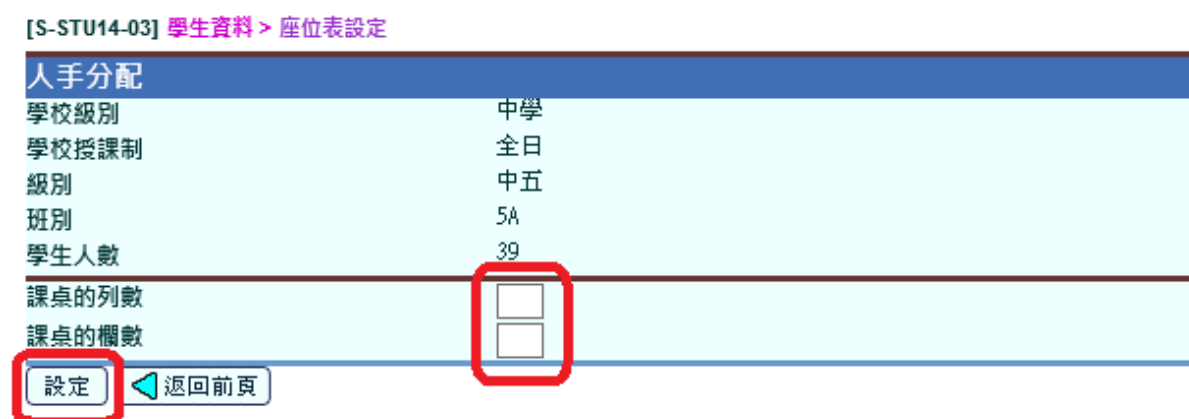 [S-STU14-03] 學生資料 > 座位表設定
人手分配
學校級別 中學
學校授課制 全日
級別 中五
班別 5A
學生人數 39
課桌的列數
課桌的欄數
設定 返回前頁